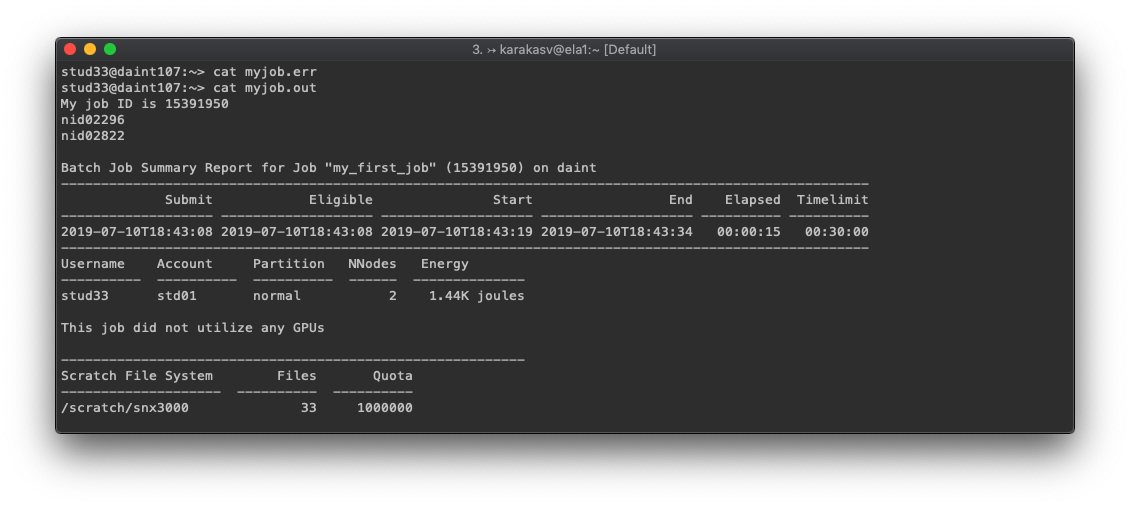 3. ↣ karakasv@ela1:~ [Default]
stud33@daint107:~> cat myjob.err
stud33@daint107:~> cat myjob.out
My job ID is 15391950
nid02296
nid02822
Batch Job Summary Report for Job "my_first_job" (15391950) on daint
Submit Eligible Start End Elapsed Timelimit
2019-07-10T18:43:08 2019-07-10T18:43:08 2019-07-10T18:43:19 2019-07-10T18:43:34 00:00:15 00:30:00
Username Account Partition NNodes Energy
stud33 std01 normal 2 1.44K joules
This job did not utilize any GPUs
Scratch File System Files Quota
/scratch/snx3000 33 1000000